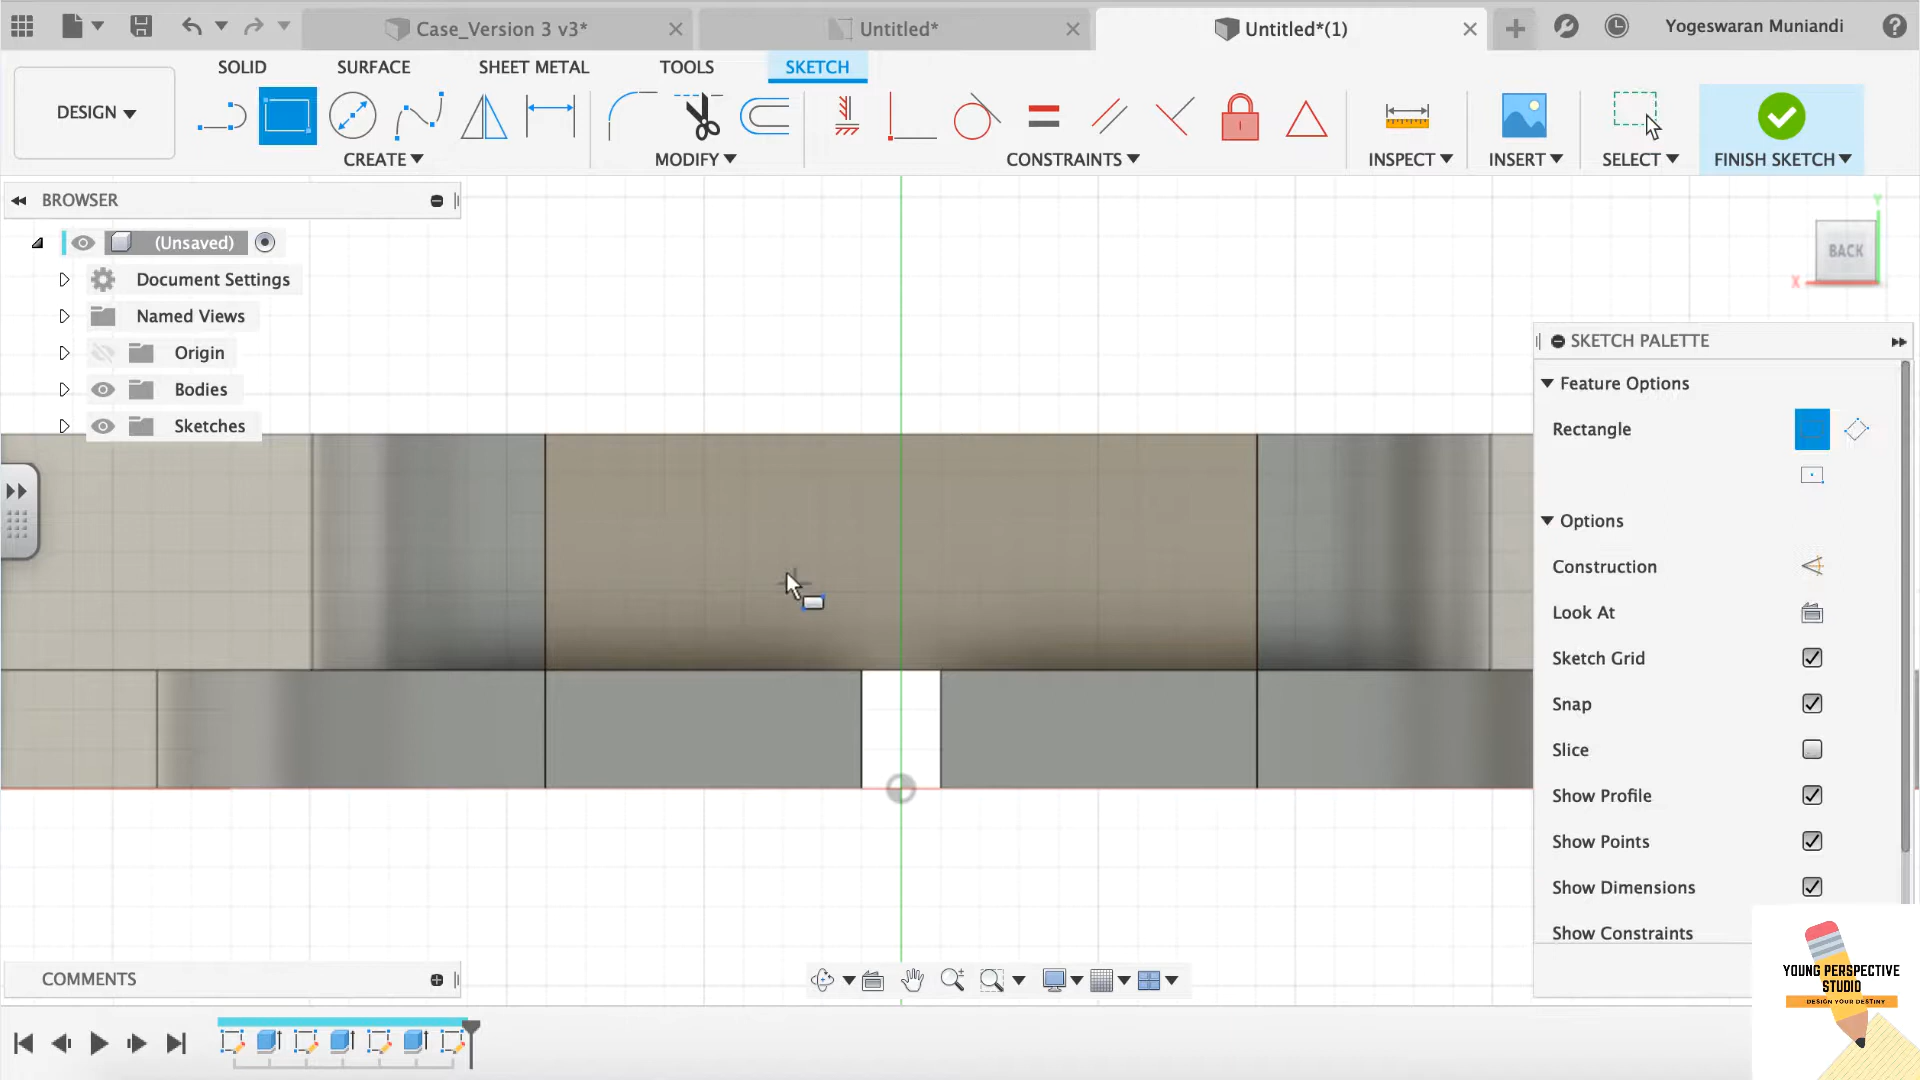 Case_Version 3 v3*
Untitled*
Untitled*(1)
Yogeswaran Muniandi
SOLID
SURFACE
SHEET METAL
TOOLS
SKETCH
DESIGN
CREATE
MODIFY
CONSTRAINTS
INSPECT
INSERT
SELECT
FINISH SKETCH
BROWSER
(Unsaved)
Document Settings
Named Views
Origin
Bodies
Sketches
BACK
Y
X
SKETCH PALETTE
Feature Options
Rectangle
Options
Construction
Look At
Sketch Grid
Snap
Slice
Show Profile
Show Points
Show Dimensions
Show Constraints
COMMENTS
YOUNG PERSPECTIVE
STUDIO
DESIGN YOUR DESTINY